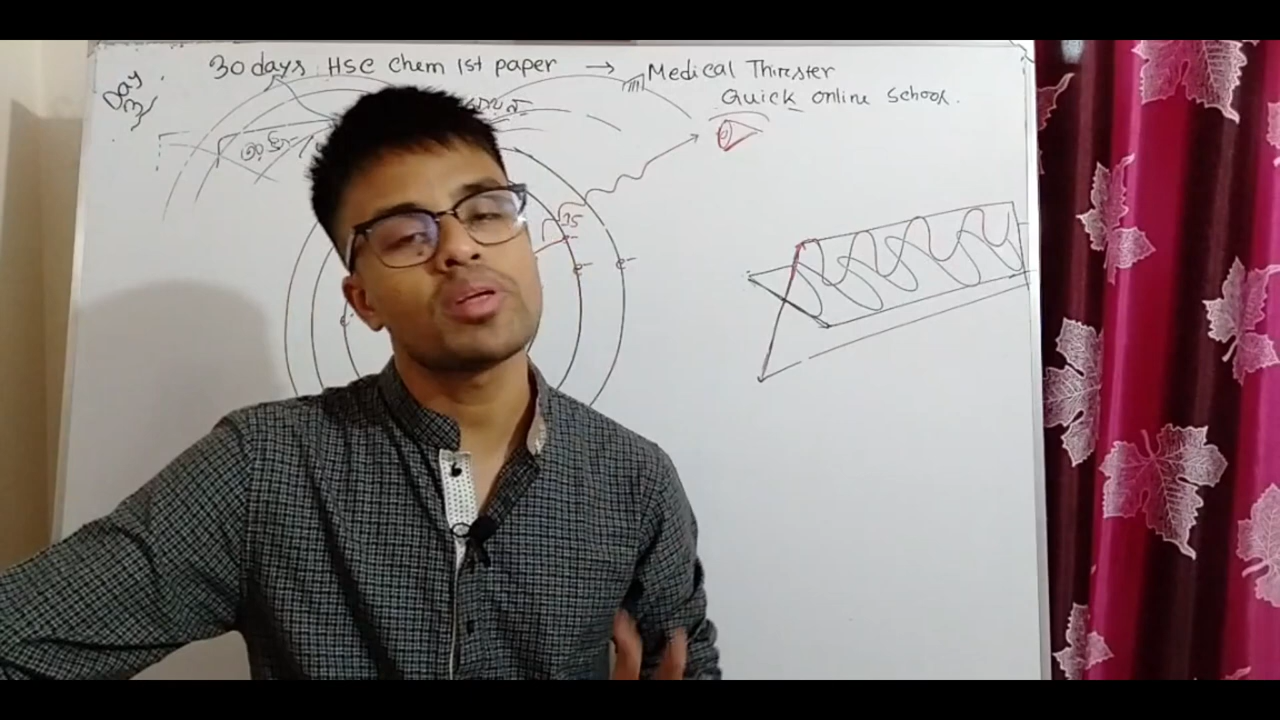 Day 3
30 days HSC Chem 1st paper → Medical Thirster
Quick online School.
e-
e-
e-